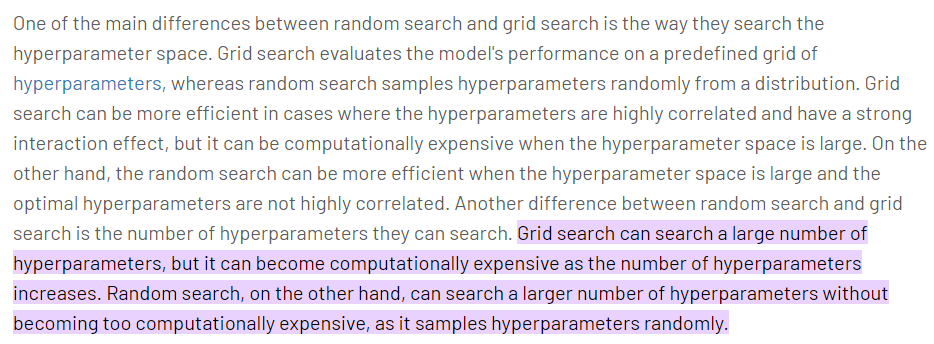 One of the main differences between random search and grid search is the way they search the
hyperparameter space. Grid search evaluates the model's performance on a predefined grid of
hyperparameters, whereas random search samples hyperparameters randomly from a distribution. Grid
search can be more efficient in cases where the hyperparameters are highly correlated and have a strong
interaction effect, but it can be computationally expensive when the hyperparameter space is large. On the
other hand, the random search can be more efficient when the hyperparameter space is large and the
optimal hyperparameters are not highly correlated. Another difference between random search and grid
search is the number of hyperparameters they can search. Grid search can search a large number of
hyperparameters, but it can become computationally expensive as the number of hyperparameters
increases. Random search, on the other hand, can search a larger number of hyperparameters without
becoming too computationally expensive, as it samples hyperparameters randomly.